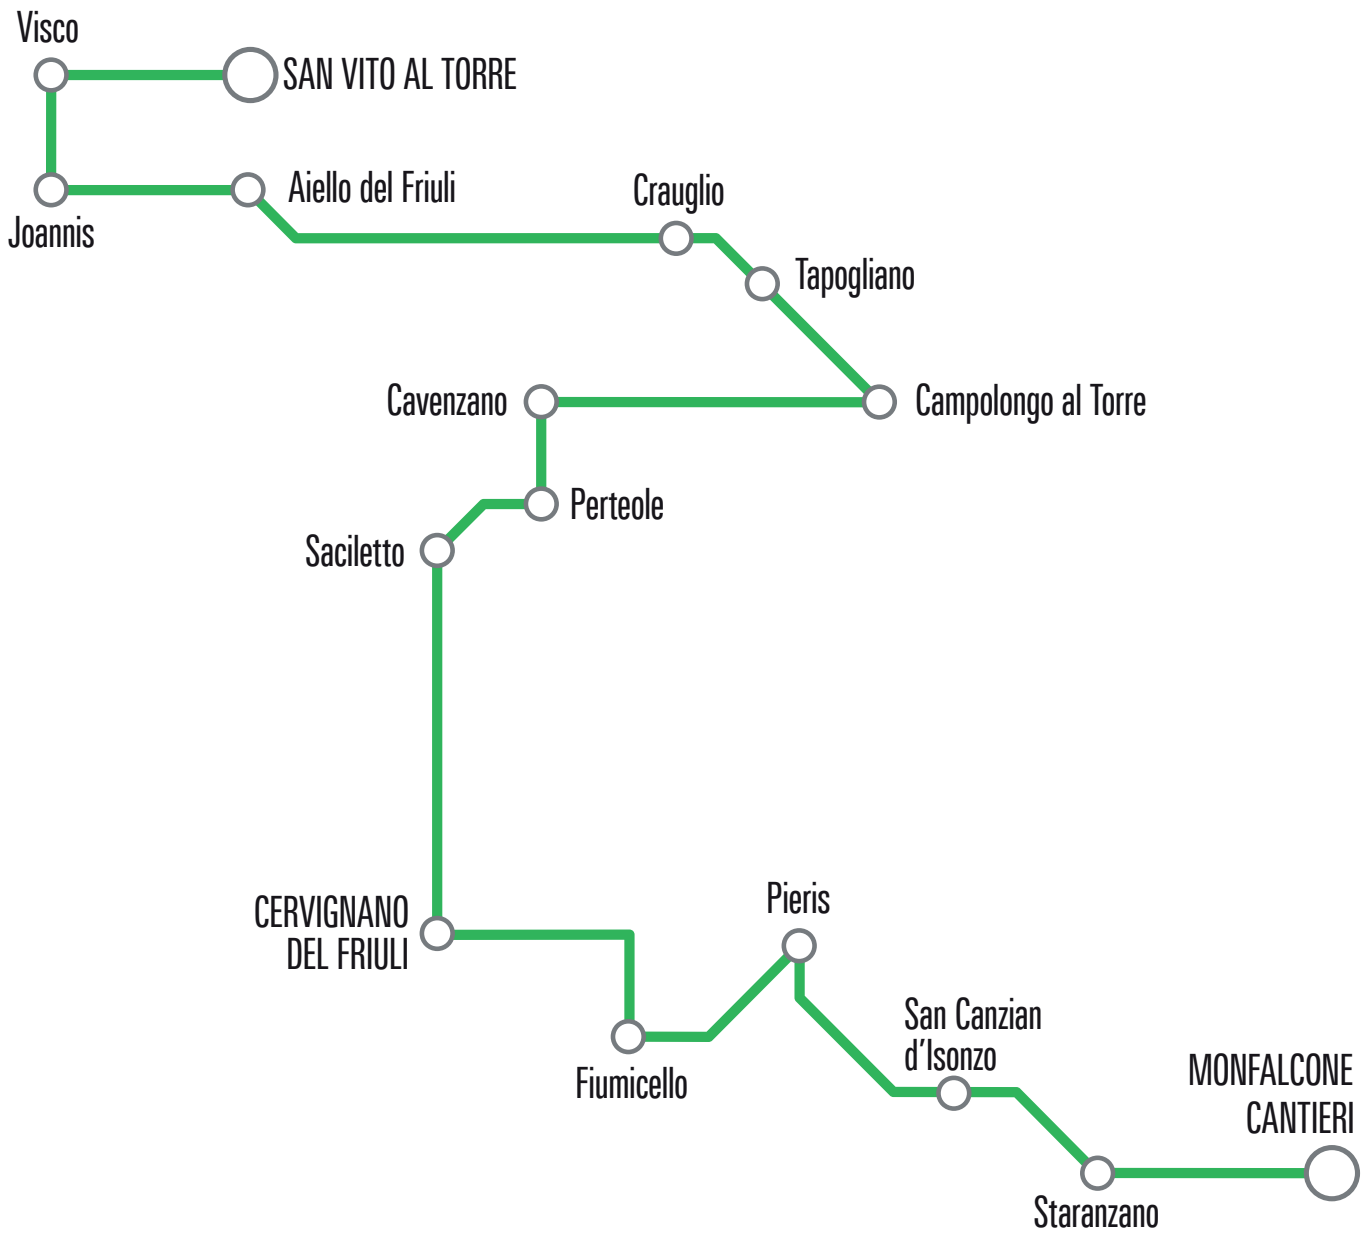 Visco
SAN VITO AL TORRE
Joannis
Aiello del Friuli
Crauglio
Tapogliano
Cavenzano
Campolongo al Torre
Perteole
Saciletto
CERVIGNANO
DEL FRIULI
Pieris
Fiumicello
San Canzian
d'Isonzo
MONFALCONE
CANTIERI
Staranzano